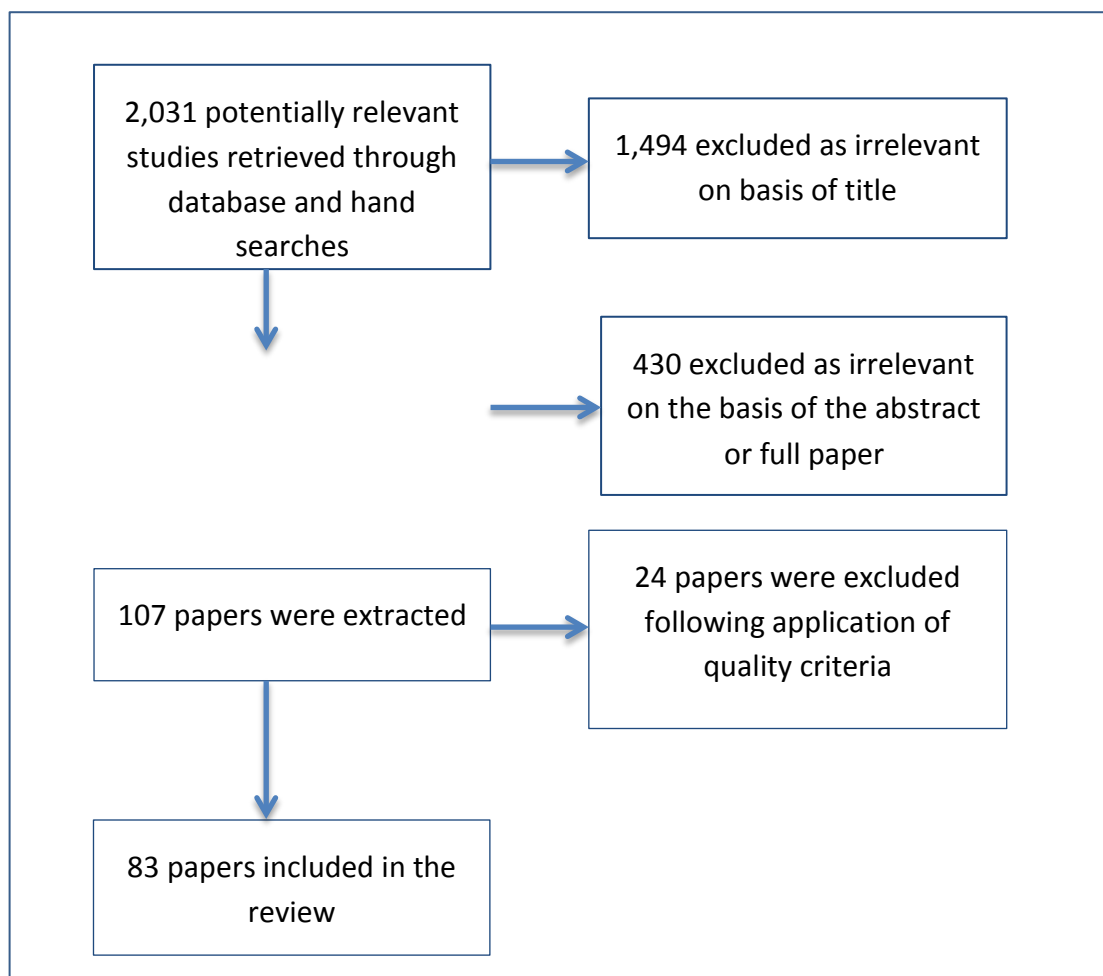 2,031 potentially relevant
studies retrieved through
database and hand
searches
1,494 excluded as irrelevant
on basis of title
430 excluded as irrelevant
on the basis of the abstract
or full paper
107 papers were extracted
24 papers were excluded
following application of
quality criteria
83 papers included in the
review